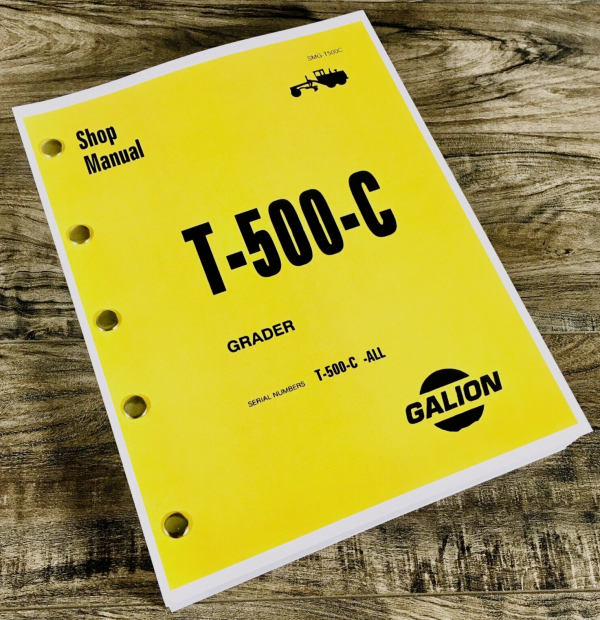 SMG-T500C
Shop
Manual
T-500-C
GRADER
SERIAL NUMBERS T-500-C -ALL
GALION